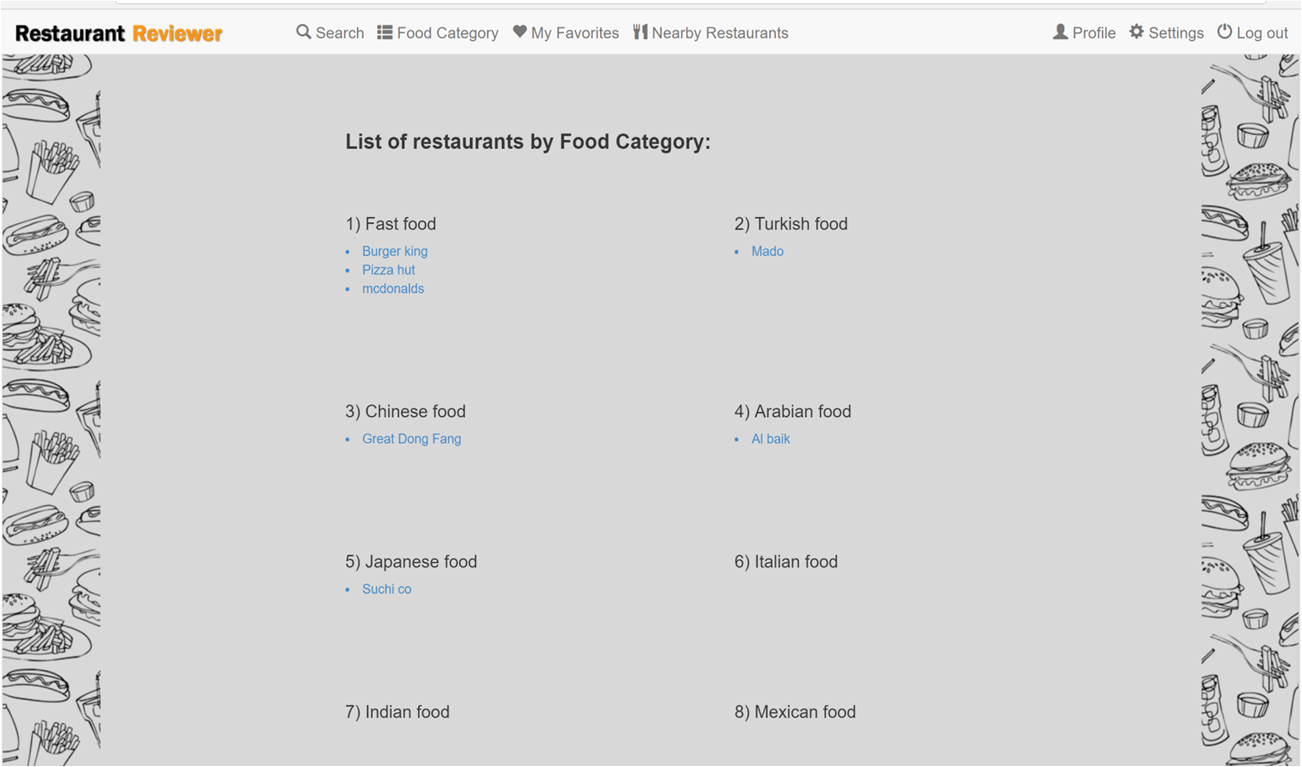 Restaurant Reviewer Search Food Category My Favorites Nearby Restaurants Profile Settings Log out
List of restaurants by Food Category:
1) Fast food
• Burger king
• Pizza hut
• mcdonalds
2) Turkish food
• Mado
3) Chinese food
• Great Dong Fang
4) Arabian food
• Al baik
5) Japanese food
• Suchi co
6) Italian food
7) Indian food
8) Mexican food